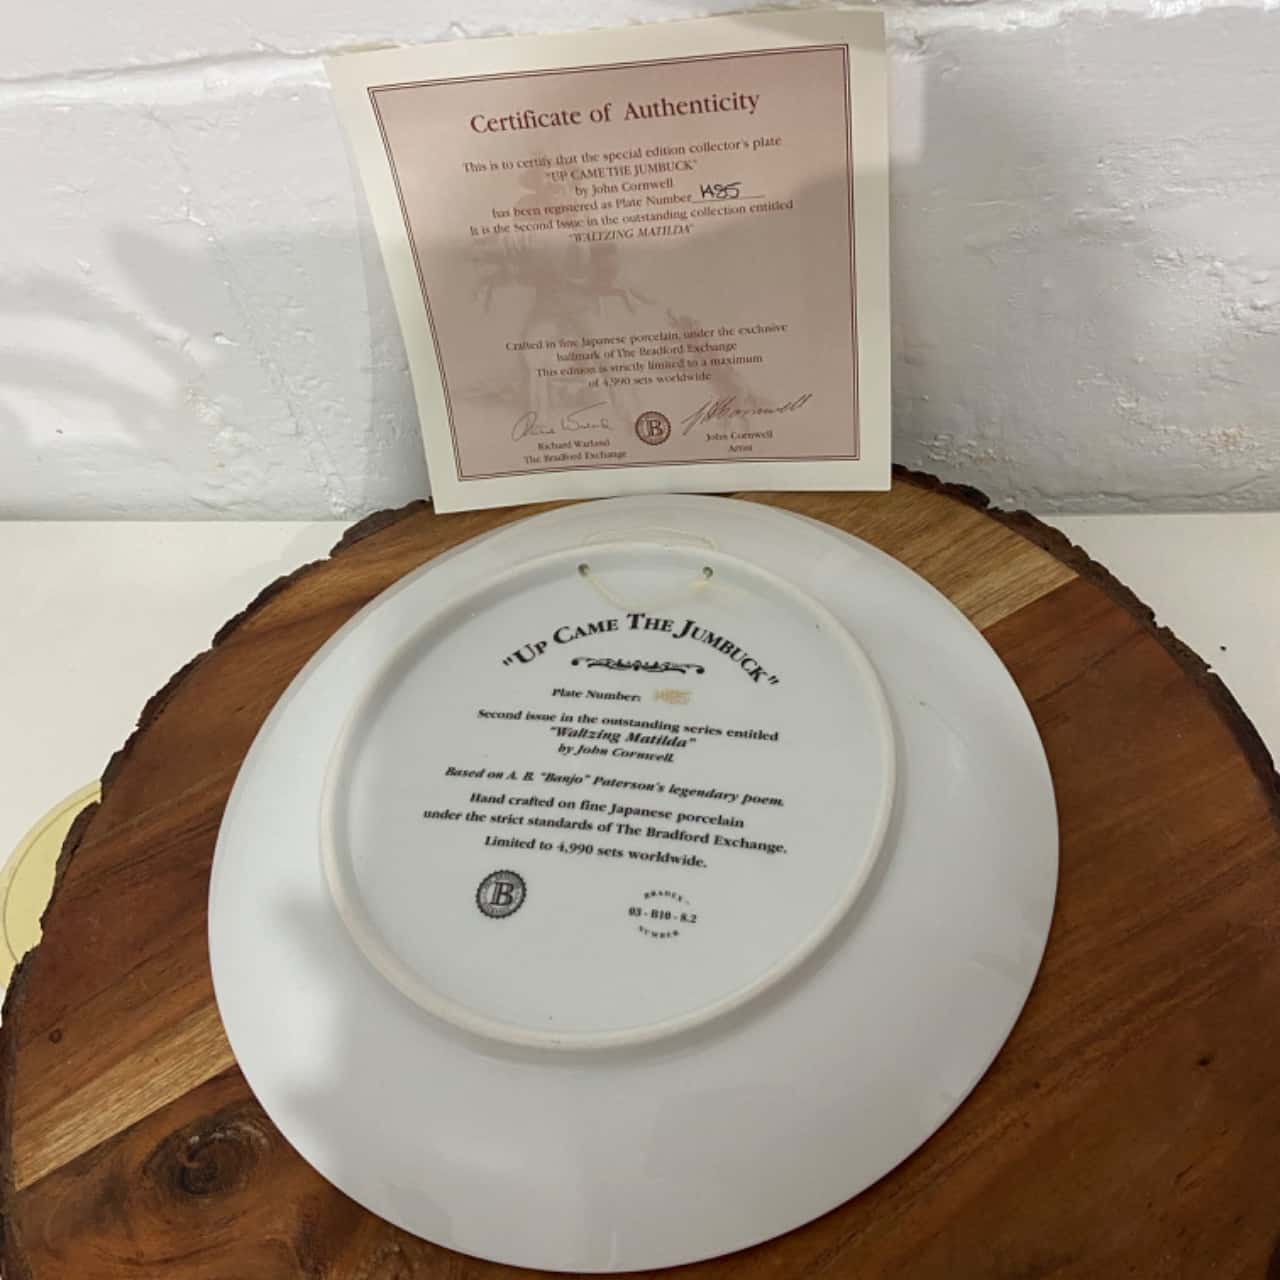 Certificate of Authenticity
This is to certify that the special edition collector's plate
"UP CAME THE JUMBUCK"
by John Cornwell
has been registered as Plate Number 1485
It is the Second Issue in the outstanding collection entitled
"WALTZING MATILDA"
Crafted in fine Japanese porcelain, under the exclusive
hallmark of The Bradford Exchange
This edition is strictly limited to a maximum
of 4,990 sets worldwide
B
Richard Warland
The Bradford Exchange
John Cornwell
Artist
"UP CAME THE JUMBUCK"
Plate Number: 1485
Second issue in the outstanding series entitled
"Waltzing Matilda"
by John Cornwell.
Based on A. B. "Banjo" Paterson's legendary poem.
Hand crafted on fine Japanese porcelain
under the strict standards of The Bradford Exchange.
Limited to 4,990 sets worldwide.
B
BRADEX -
03 - B10 - 8.2
NUMBER